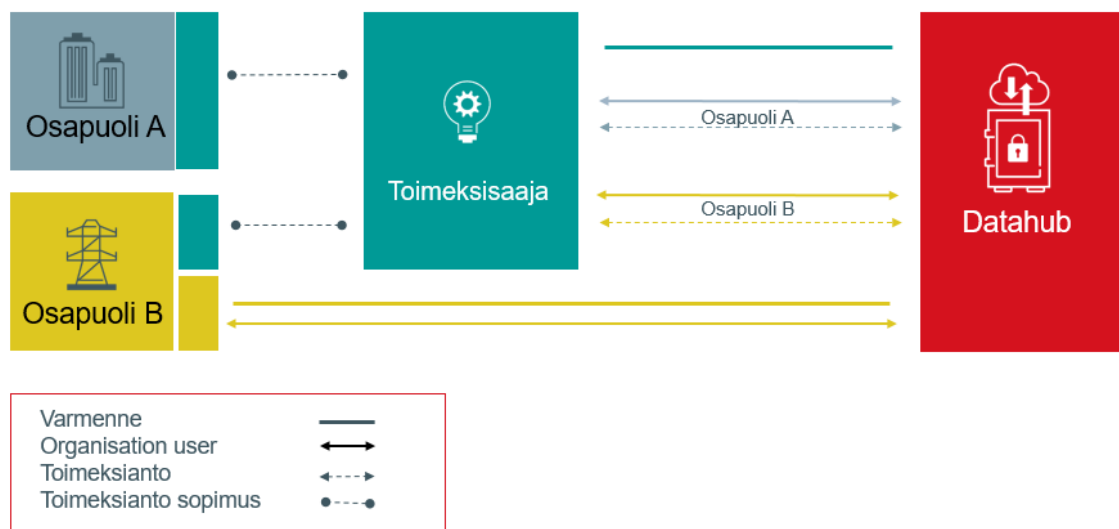 Osapuoli A
Toimeksisaaja
Osapuoli A
Osapuoli B
Datahub
Osapuoli B
Varmenne
Organisation user
Toimeksianto
Toimeksianto sopimus